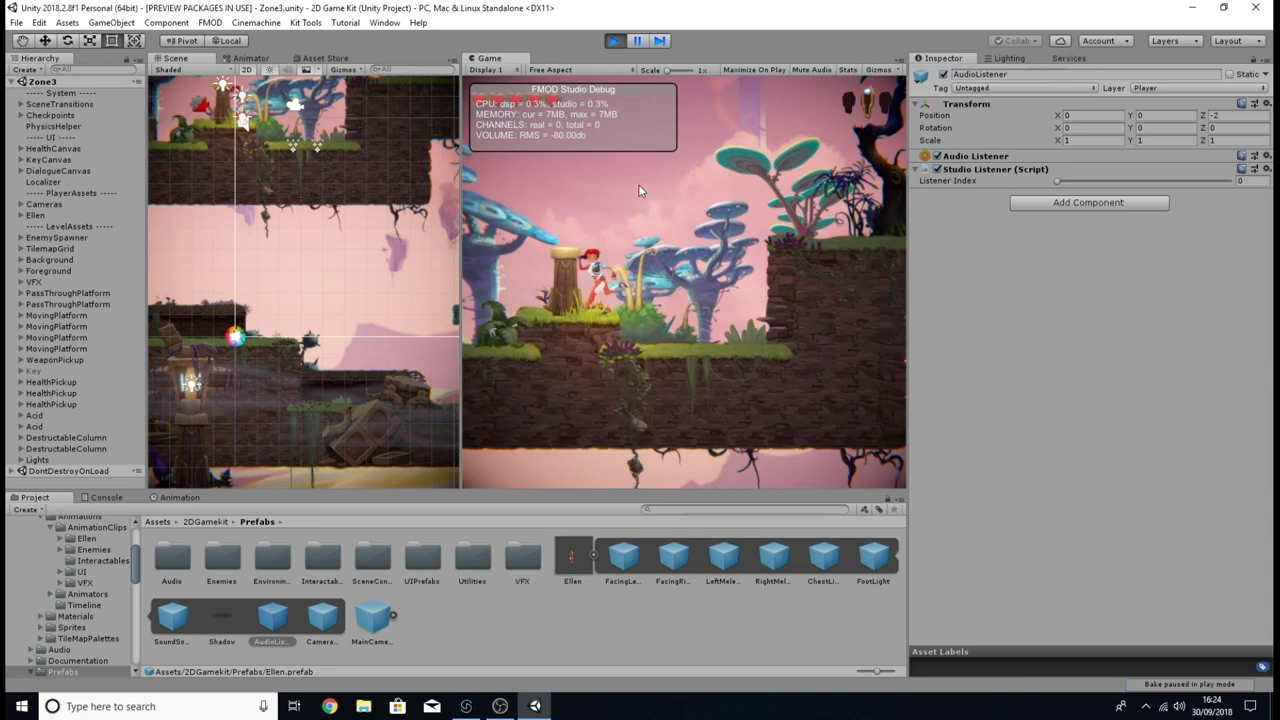 Unity 2018.2.8f1 Personal (64bit) - [PREVIEW PACKAGES IN USE] - Zone3.unity - 2D Game Kit (Unity Project) - PC, Mac & Linux Standalone <DX11>
File Edit Assets GameObject Component FMOD Cinemachine Kit Tools Tutorial Window Help
Pivot Local Collab Account Layers Layout
Hierarchy
Create All
Zone3
---- System ----
SceneTransitions
Checkpoints
PhysicsHelper
---- UI ----
HealthCanvas
KeyCanvas
DialogueCanvas
Localizer
---- PlayerAssets ----
Cameras
Ellen
---- LevelAssets ----
EnemySpawner
TilemapGrid
Background
Foreground
VFX
PassThroughPlatform
PassThroughPlatform
MovingPlatform
MovingPlatform
MovingPlatform
MovingPlatform
WeaponPickup
Key
HealthPickup
HealthPickup
HealthPickup
Acid
Acid
DestructableColumn
DestructableColumn
Lights
DontDestroyOnLoad
Scene Animator Asset Store
Shaded 2D Gizmos All
Game
Display 1 Free Aspect Scale 1x Maximize On Play Mute Audio Stats Gizmos
FMOD Studio Debug
CPU: dsp = 0.3%, studio = 0.3%
MEMORY: cur = 7MB, max = 7MB
CHANNELS: real = 0, total = 0
VOLUME: RMS = -80.00db
Inspector Lighting Services
AudioListener Static
Tag Untagged Layer Player
Transform
Position X 0 Y 0 Z -2
Rotation X 0 Y 0 Z 0
Scale X 1 Y 1 Z 1
Audio Listener
Studio Listener (Script)
Listener Index 0
Add Component
Project Console Animation
Create
Animations
AnimationClips
Ellen
Enemies
Interactables
UI
VFX
Animators
Timeline
Materials
Sprites
TileMapPalettes
Audio
Documentation
Prefabs
Assets 2DGamekit Prefabs
Audio Enemies Environm... Interactab... SceneCon... UIPrefabs Utilities VFX Ellen FacingLe... FacingRi... LeftMele... RightMel... ChestLi... FootLight
SoundSo... Shadow AudioLis... Camera... MainCame...
Assets/2DGamekit/Prefabs/Ellen.prefab
Asset Labels
Bake paused in play mode
Type here to search
16:24
30/09/2018